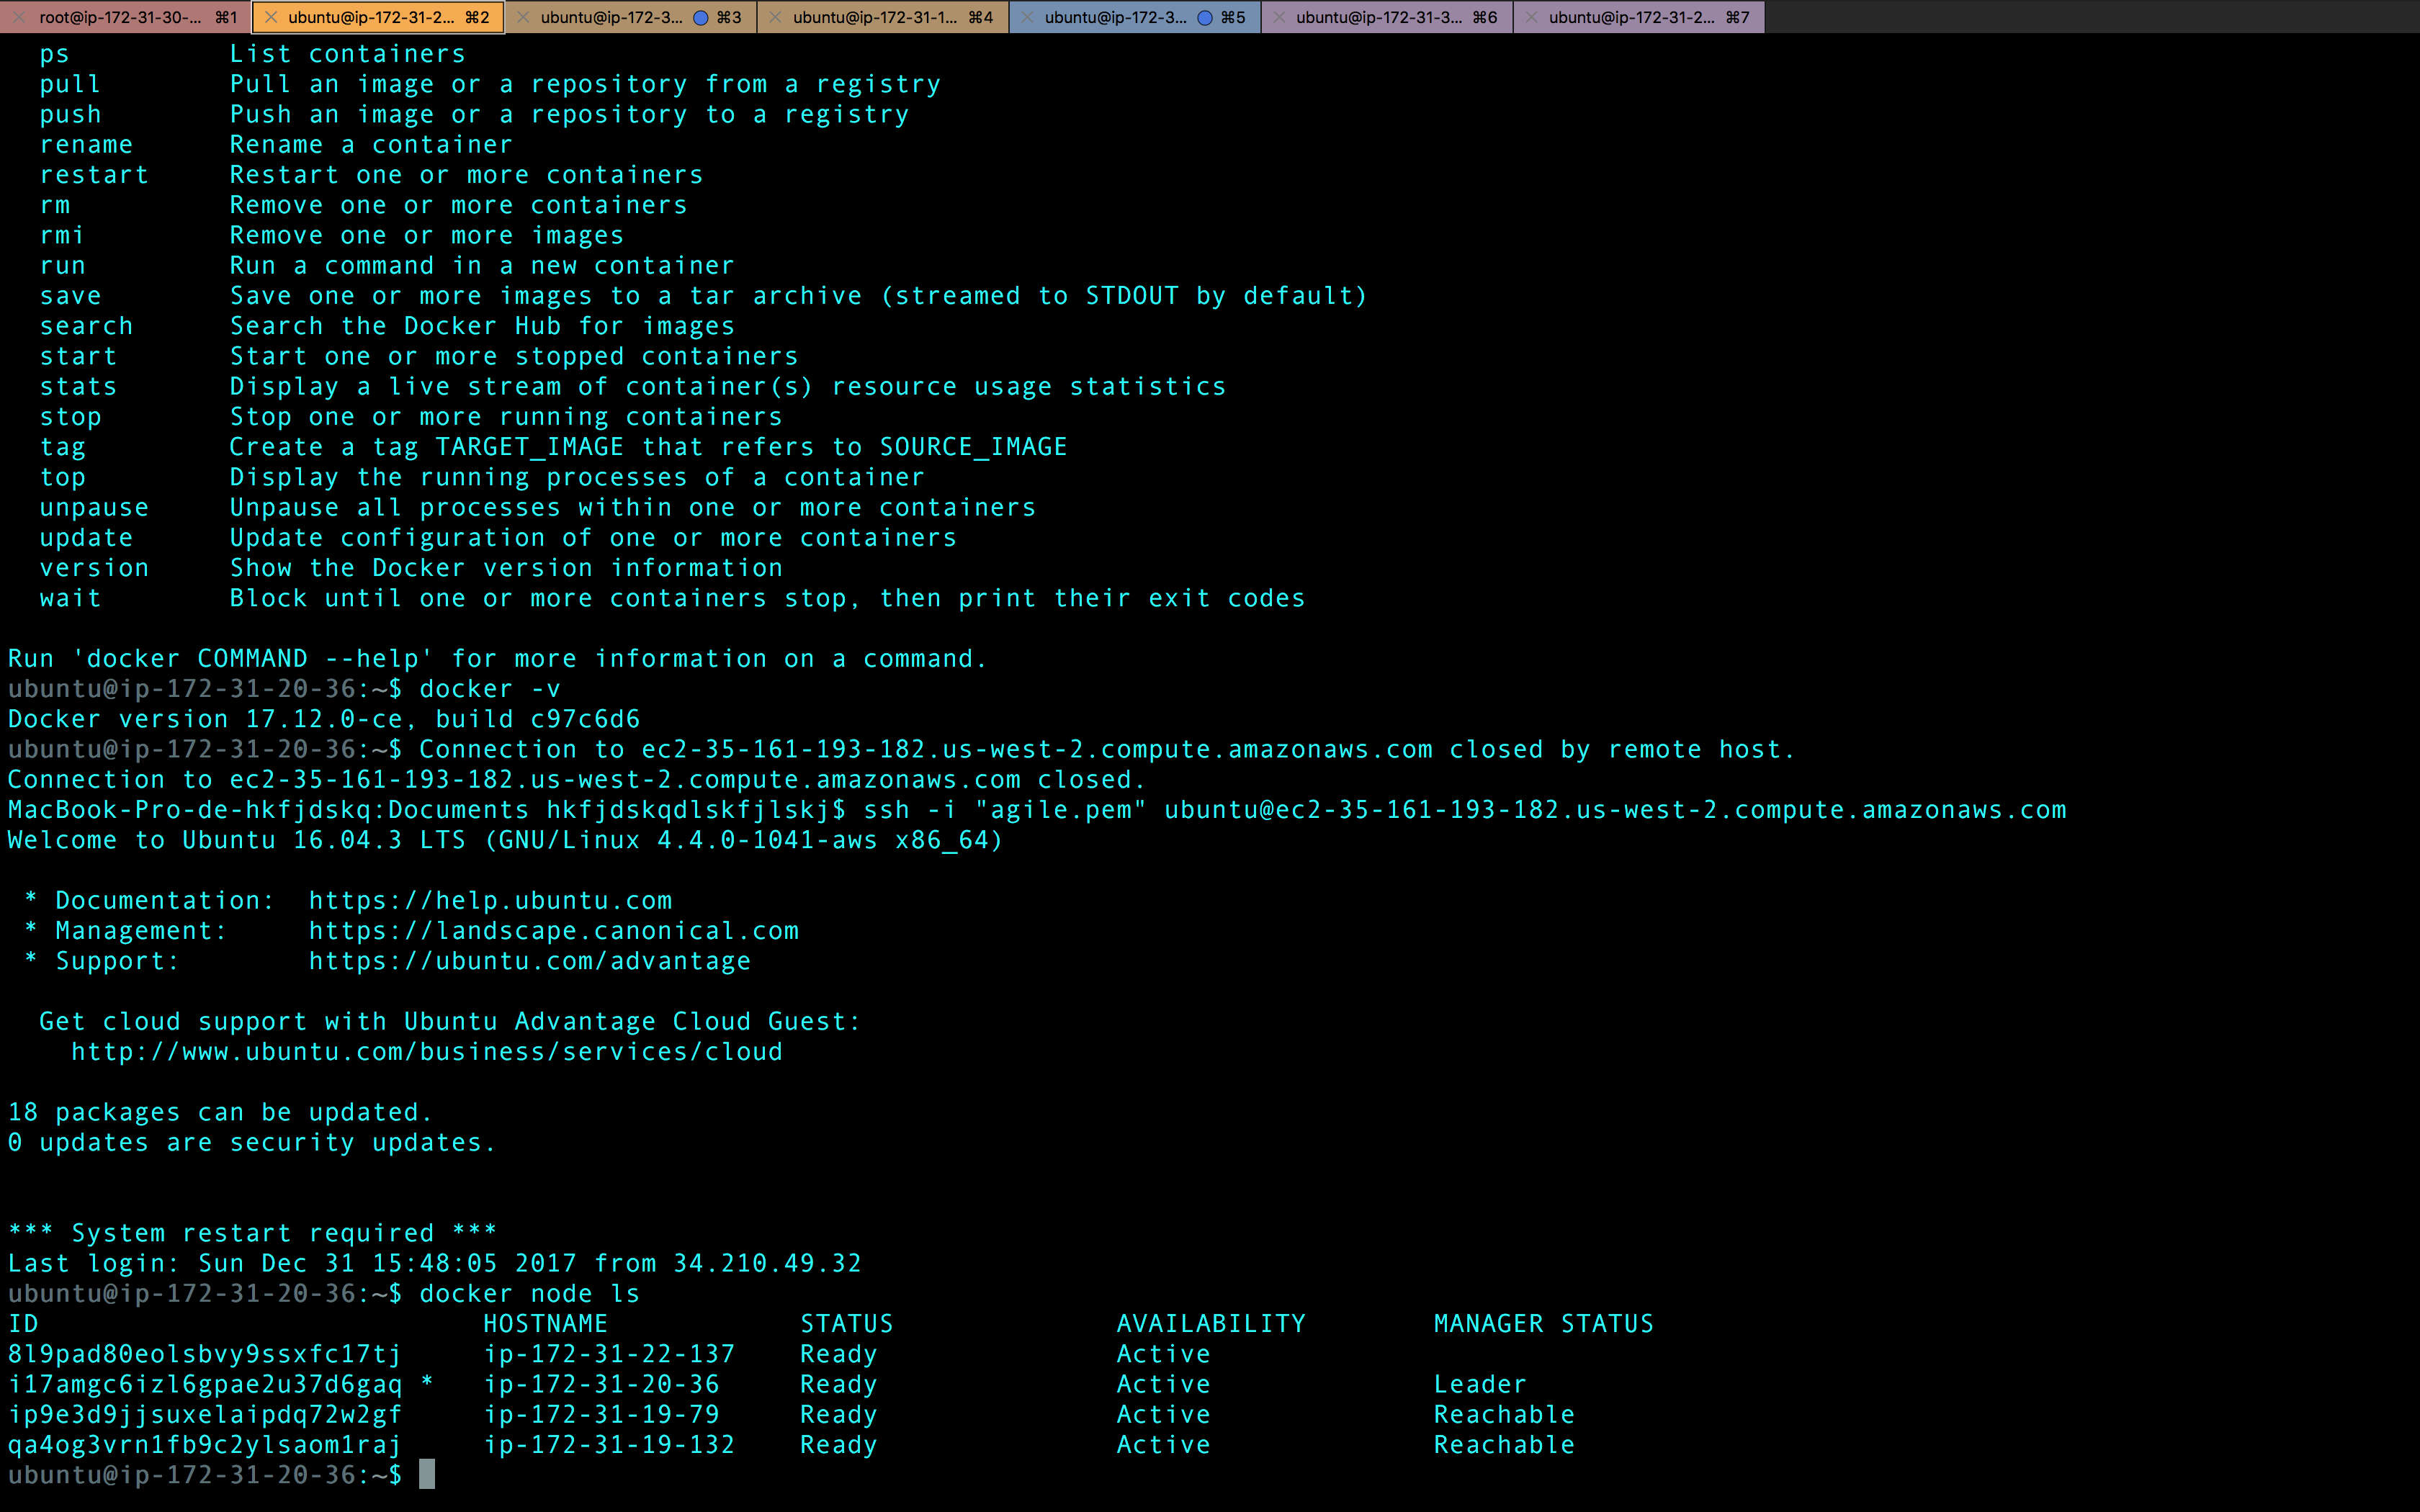 root@ip-172-31-30-... ⌘1 ubuntu@ip-172-31-2... ⌘2 ubuntu@ip-172-3... ⌘3 ubuntu@ip-172-31-1... ⌘4 ubuntu@ip-172-3... ⌘5 ubuntu@ip-172-31-3... ⌘6 ubuntu@ip-172-31-2... ⌘7
ps List containers
pull Pull an image or a repository from a registry
push Push an image or a repository to a registry
rename Rename a container
restart Restart one or more containers
rm Remove one or more containers
rmi Remove one or more images
run Run a command in a new container
save Save one or more images to a tar archive (streamed to STDOUT by default)
search Search the Docker Hub for images
start Start one or more stopped containers
stats Display a live stream of container(s) resource usage statistics
stop Stop one or more running containers
tag Create a tag TARGET_IMAGE that refers to SOURCE_IMAGE
top Display the running processes of a container
unpause Unpause all processes within one or more containers
update Update configuration of one or more containers
version Show the Docker version information
wait Block until one or more containers stop, then print their exit codes
Run 'docker COMMAND --help' for more information on a command.
ubuntu@ip-172-31-20-36:~$ docker -v
Docker version 17.12.0-ce, build c97c6d6
ubuntu@ip-172-31-20-36:~$ Connection to ec2-35-161-193-182.us-west-2.compute.amazonaws.com closed by remote host.
Connection to ec2-35-161-193-182.us-west-2.compute.amazonaws.com closed.
MacBook-Pro-de-hkfjdskq:Documents hkfjdskqdlskfjlskj$ ssh -i "agile.pem" ubuntu@ec2-35-161-193-182.us-west-2.compute.amazonaws.com
Welcome to Ubuntu 16.04.3 LTS (GNU/Linux 4.4.0-1041-aws x86_64)
* Documentation: https://help.ubuntu.com
* Management: https://landscape.canonical.com
* Support: https://ubuntu.com/advantage
Get cloud support with Ubuntu Advantage Cloud Guest:
http://www.ubuntu.com/business/services/cloud
18 packages can be updated.
0 updates are security updates.
*** System restart required ***
Last login: Sun Dec 31 15:48:05 2017 from 34.210.49.32
ubuntu@ip-172-31-20-36:~$ docker node ls
ID HOSTNAME STATUS AVAILABILITY MANAGER STATUS
8l9pad80eolsbvy9ssxfc17tj ip-172-31-22-137 Ready Active
i17amgc6izl6gpae2u37d6gaq * ip-172-31-20-36 Ready Active Leader
ip9e3d9jjsuxelaipdq72w2gf ip-172-31-19-79 Ready Active Reachable
qa4og3vrn1fb9c2ylsaom1raj ip-172-31-19-132 Ready Active Reachable
ubuntu@ip-172-31-20-36:~$